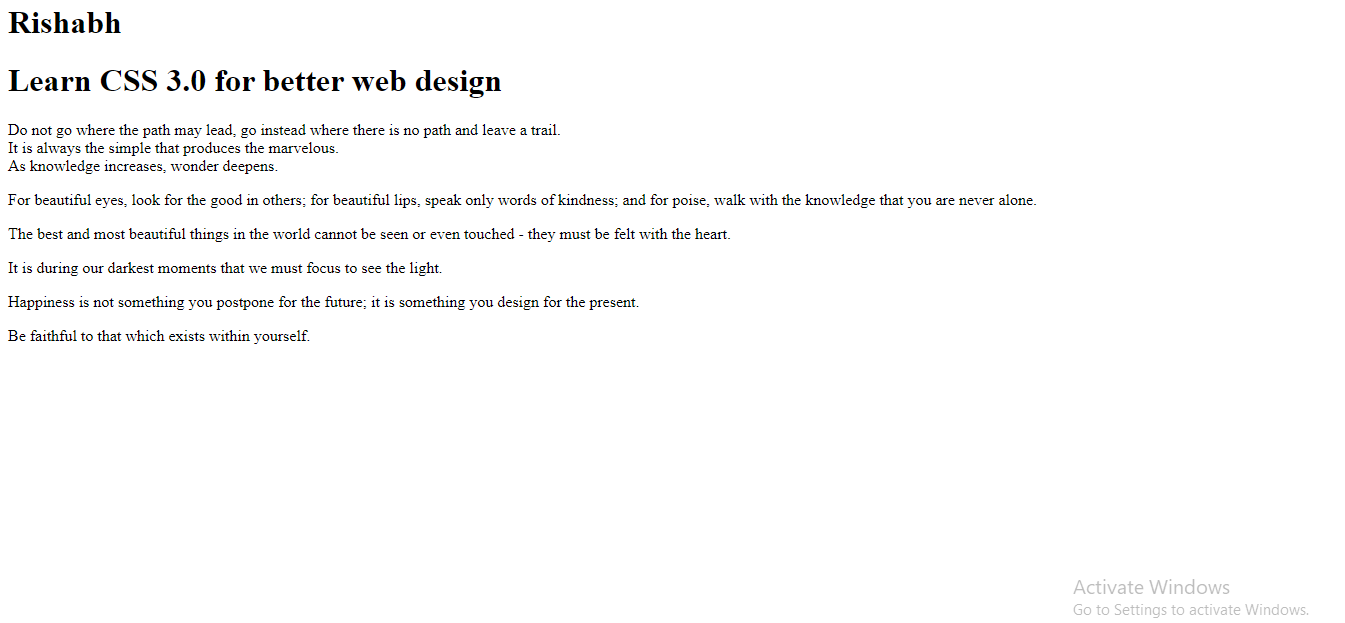 Rishabh
Learn CSS 3.0 for better web design
Do not go where the path may lead, go instead where there is no path and leave a trail.
It is always the simple that produces the marvelous.
As knowledge increases, wonder deepens.
For beautiful eyes, look for the good in others; for beautiful lips, speak only words of kindness; and for poise, walk with the knowledge that you are never alone.
The best and most beautiful things in the world cannot be seen or even touched - they must be felt with the heart.
It is during our darkest moments that we must focus to see the light.
Happiness is not something you postpone for the future; it is something you design for the present.
Be faithful to that which exists within yourself.
Activate Windows
Go to Settings to activate Windows.